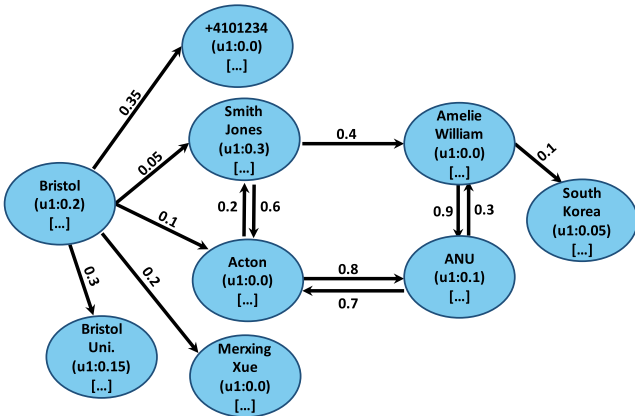 +4101234
(u1:0.0)
[...]
0.35
Smith
Jones
(u1:0.3)
[...]
0.4
Amelie
William
(u1:0.0)
[...]
0.1
0.05
Bristol
(u1:0.2)
[...]
South
Korea
(u1:0.05)
[...]
0.1
0.2
0.6
0.9
0.3
Acton
(u1:0.0)
[...]
0.8
0.7
ANU
(u1:0.1)
[...]
0.3
0.2
Bristol
Uni.
(u1:0.15)
[...]
Merxing
Xue
(u1:0.0)
[...]